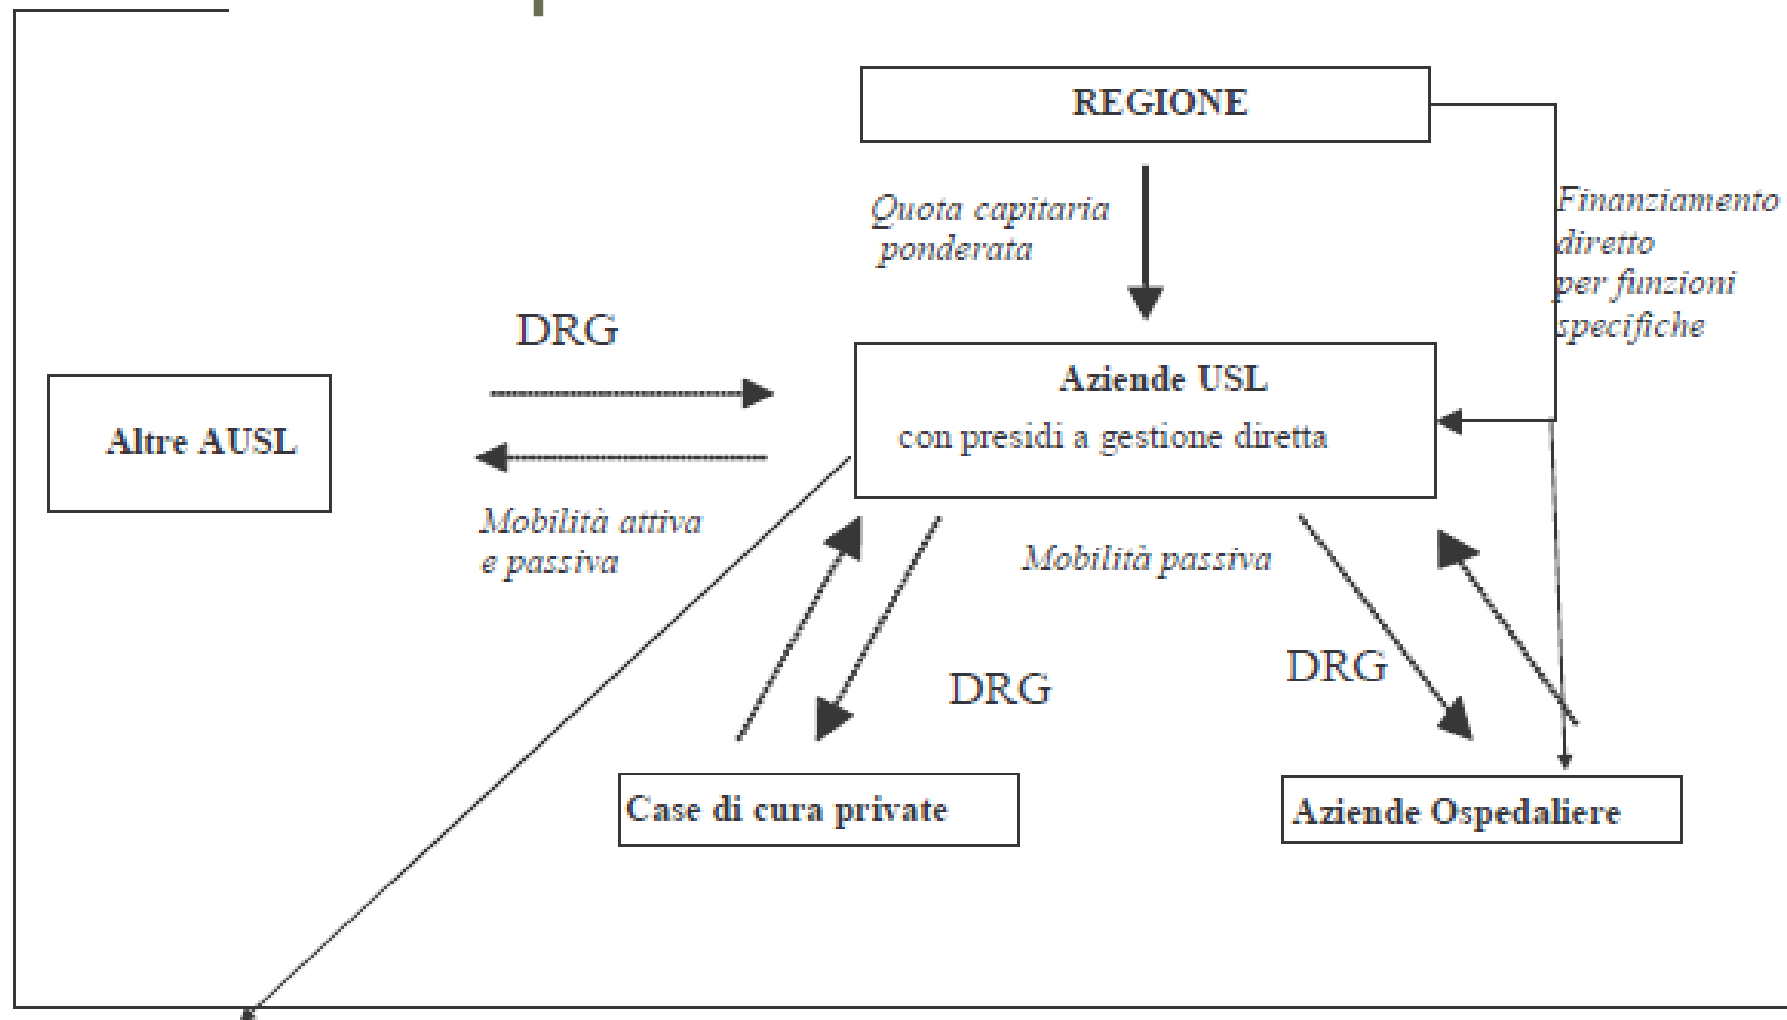 REGIONE
Quota capitaria
ponderata
Finanziamento
diretto
per funzioni
specifiche
DRG
Aziende USL
con presidi a gestione diretta
Altre AUSL
Mobilità attiva
e passiva
Mobilità passiva
DRG
DRG
Case di cura private
Aziende Ospedaliere